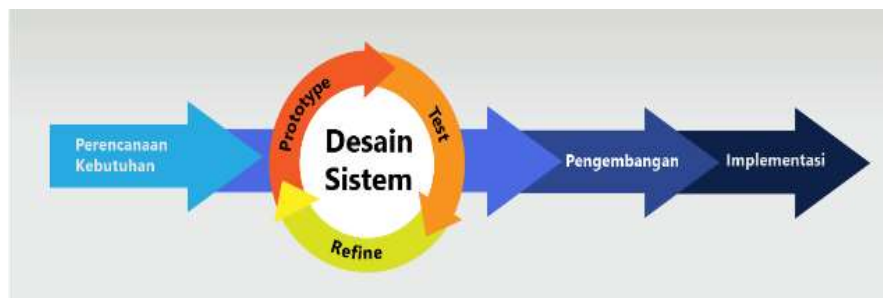 Perencanaan
Kebutuhan
Prototype
Desain
Sistem
Test
Refine
Pengembangan
Implementasi